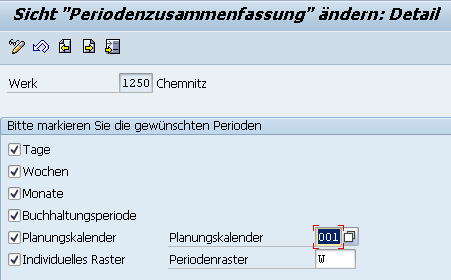 Sicht "Periodenzusammenfassung" ändern: Detail
Werk 1250 Chemnitz
Bitte markieren Sie die gewünschten Perioden
Tage
Wochen
Monate
Buchhaltungsperiode
Planungskalender Planungskalender 001
Individuelles Raster Periodenraster W